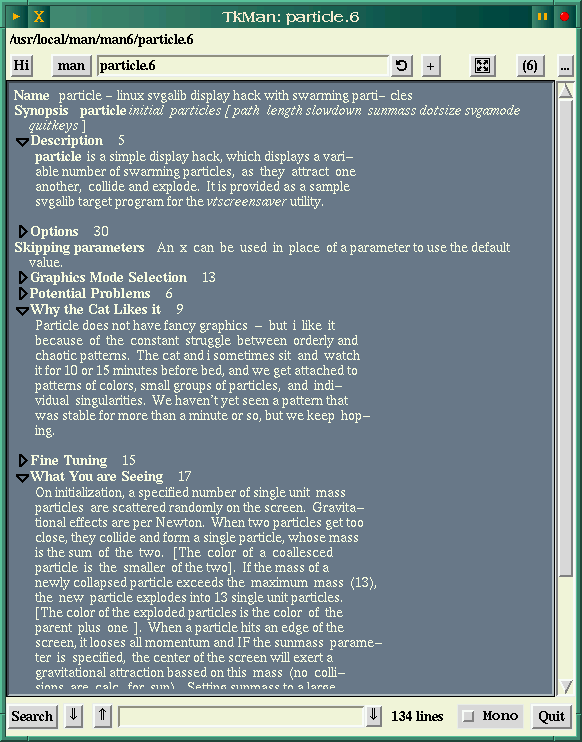 TkMan: particle.6
/usr/local/man/man6/particle.6
Hi man particle.6 + (6) ...
Name particle – linux svgalib display hack with swarming parti– cles
Synopsis particle initial particles [ path length slowdown sunmass dotsize svgamode
quitkeys ]
Description 5
particle is a simple display hack, which displays a vari–
able number of swarming particles, as they attract one
another, collide and explode. It is provided as a sample
svgalib target program for the vtscreensaver utility.
Options 30
Skipping parameters An x can be used in place of a parameter to use the default
value.
Graphics Mode Selection 13
Potential Problems 6
Why the Cat Likes it 9
Particle does not have fancy graphics – but i like it
because of the constant struggle between orderly and
chaotic patterns. The cat and i sometimes sit and watch
it for 10 or 15 minutes before bed, and we get attached to
patterns of colors, small groups of particles, and indi–
vidual singularities. We haven't yet seen a pattern that
was stable for more than a minute or so, but we keep hop–
ing.
Fine Tuning 15
What You are Seeing 17
On initialization, a specified number of single unit mass
particles are scattered randomly on the screen. Gravita–
tional effects are per Newton. When two particles get too
close, they collide and form a single particle, whose mass
is the sum of the two. [The color of a coallesced
particle is the smaller of the two]. If the mass of a
newly collapsed particle exceeds the maximum mass (13),
the new particle explodes into 13 single unit particles.
[The color of the exploded particles is the color of the
parent plus one ]. When a particle hits an edge of the
screen, it looses all momentum and IF the sunmass parame–
ter is specified, the center of the screen will exert a
gravitational attraction bassed on this mass (no colli–
sions are calc for sun). Setting sunmass to a large
Search 134 lines Mono Quit